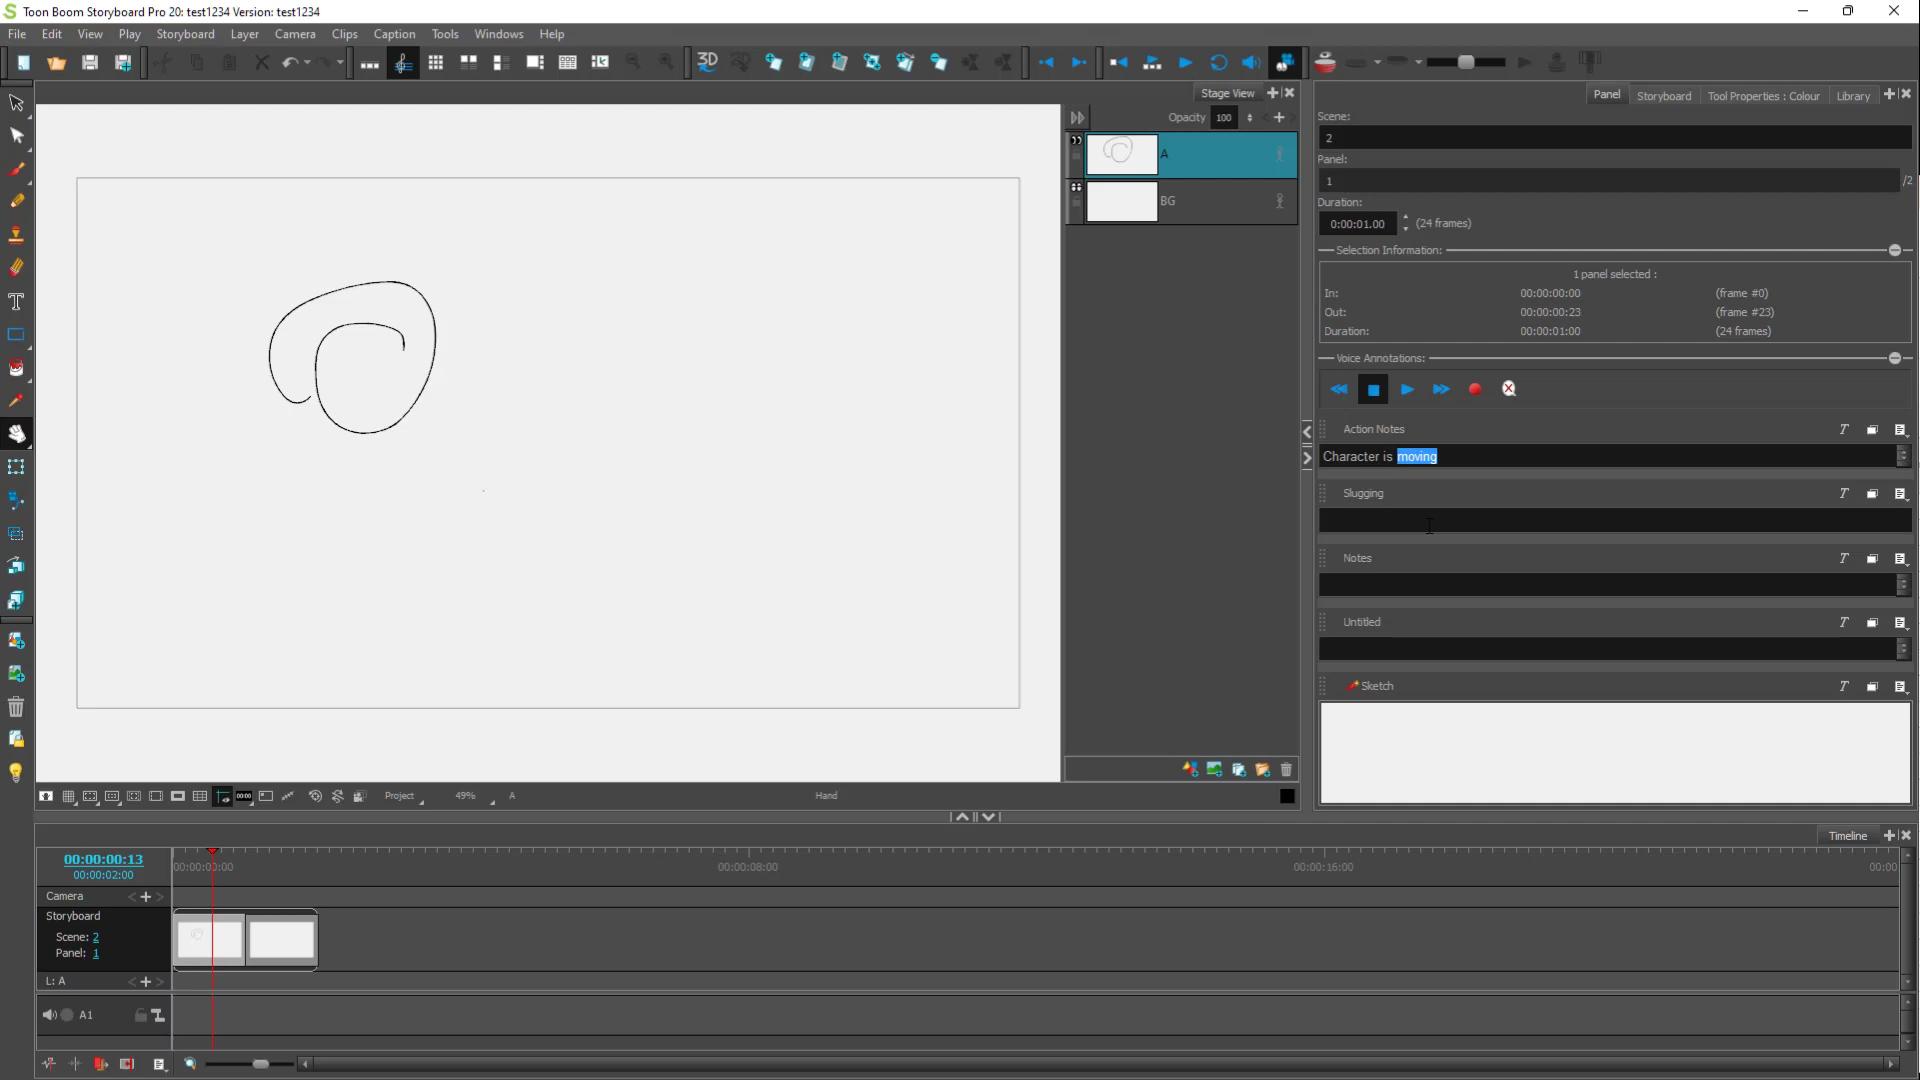 Toon Boom Storyboard Pro 20: test1234 Version: test1234
File Edit View Play Storyboard Layer Camera Clips Caption Tools Windows Help
3D
Stage View
Opacity 100
A
BG
Panel Storyboard Tool Properties : Colour Library
Scene:
2
Panel:
1 /2
Duration:
0:00:01.00 (24 frames)
Selection Information:
1 panel selected :
In: 00:00:00:00 (frame #0)
Out: 00:00:00:23 (frame #23)
Duration: 00:00:01:00 (24 frames)
Voice Annotations:
Action Notes
Character is moving
Slugging
Notes
Untitled
Sketch
Project 49% A Hand
Timeline
00:00:00:13
00:00:02:00
00:00:00:00 00:00:08:00 00:00:16:00 00:00
Camera
Storyboard
Scene: 2
Panel: 1
L: A
A1